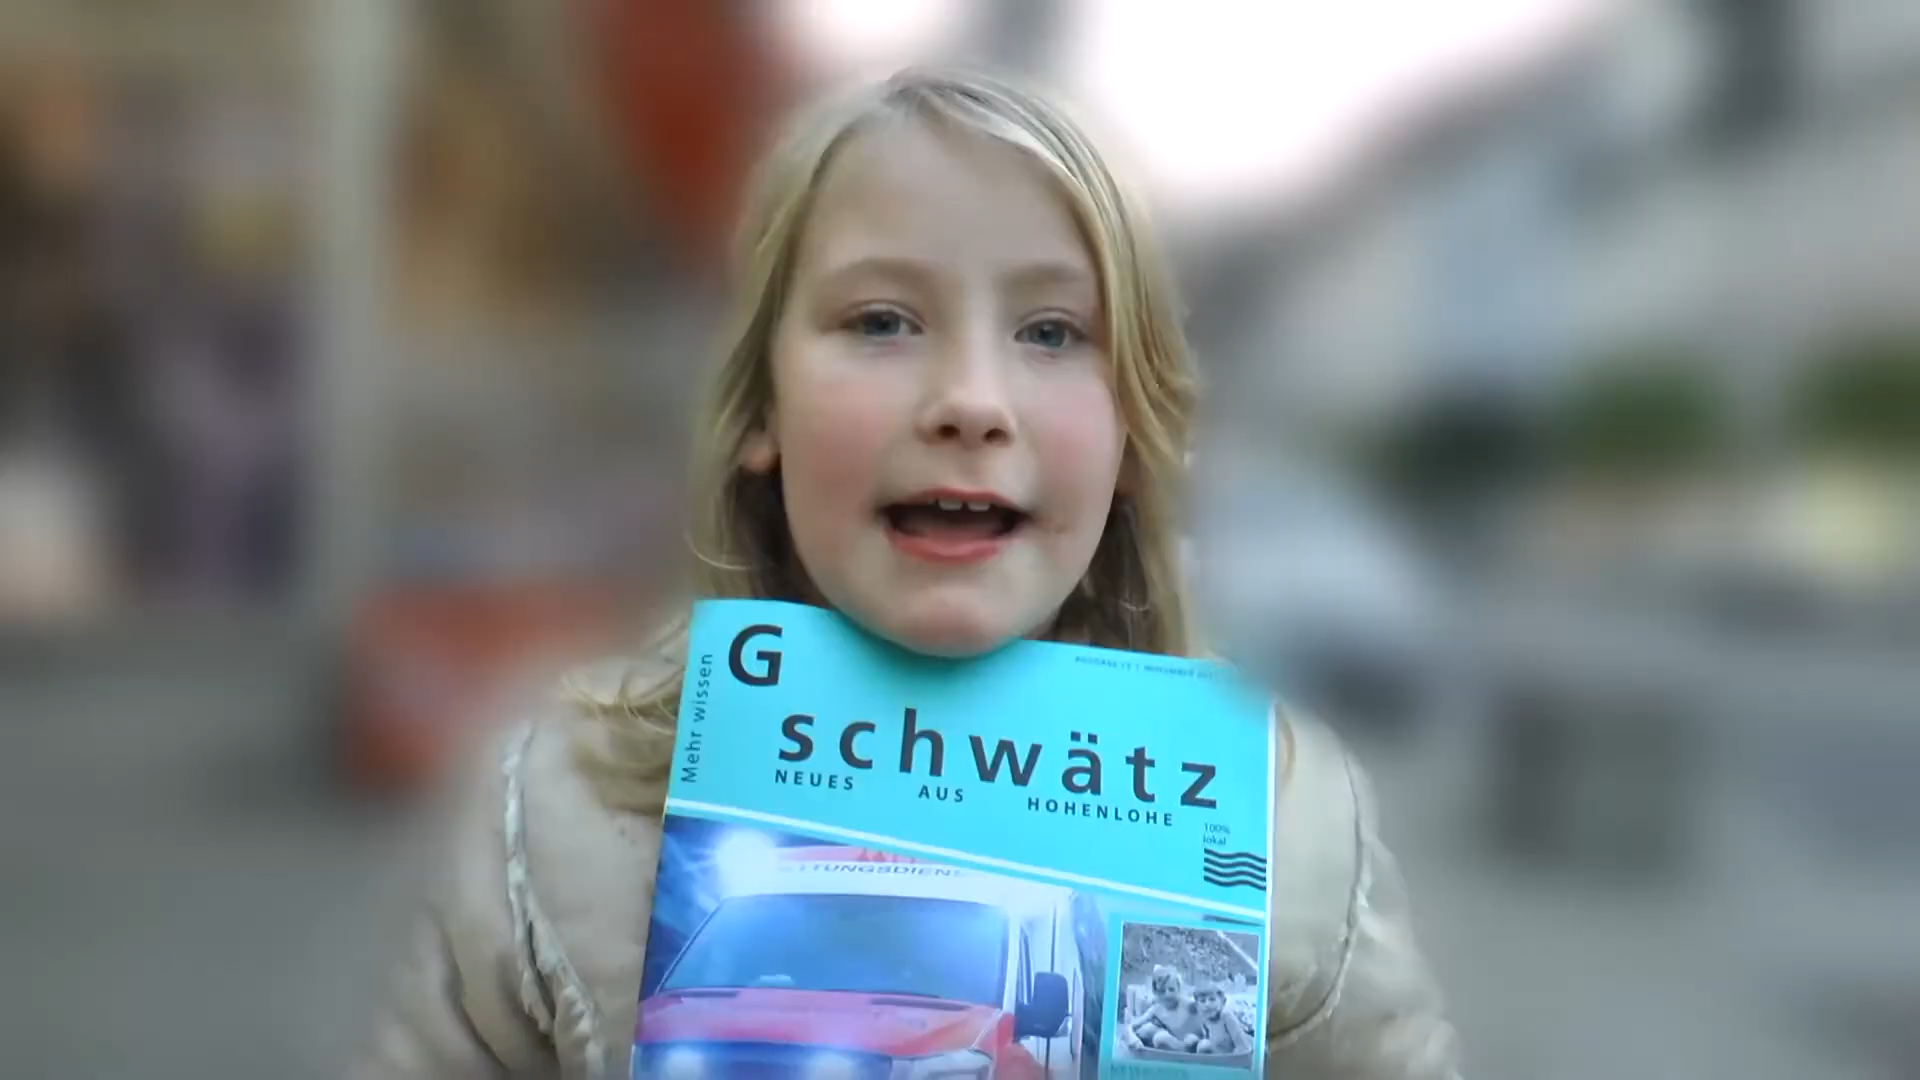 Mehr wissen
G
schwätz
NEUES AUS HOHENLOHE
100%
lokal